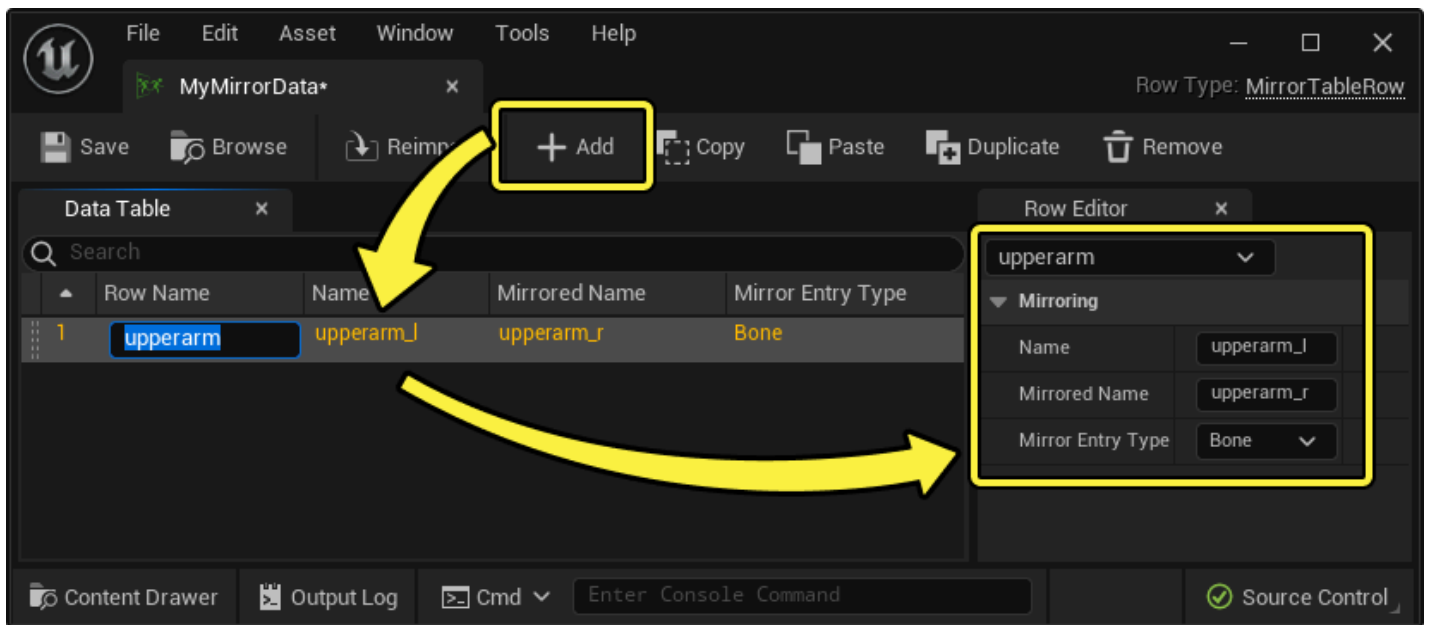 File Edit Asset Window Tools Help
MyMirrorData*
Row Type: MirrorTableRow
Save Browse Add Copy Paste Duplicate Remove
Data Table
Row Editor
Search
upperarm
Row Name Name Mirrored Name Mirror Entry Type
Mirroring
1 upperarm upperarm_l upperarm_r Bone
Name upperarm_l
Mirrored Name upperarm_r
Mirror Entry Type Bone
Content Drawer Output Log Cmd Enter Console Command Source Control